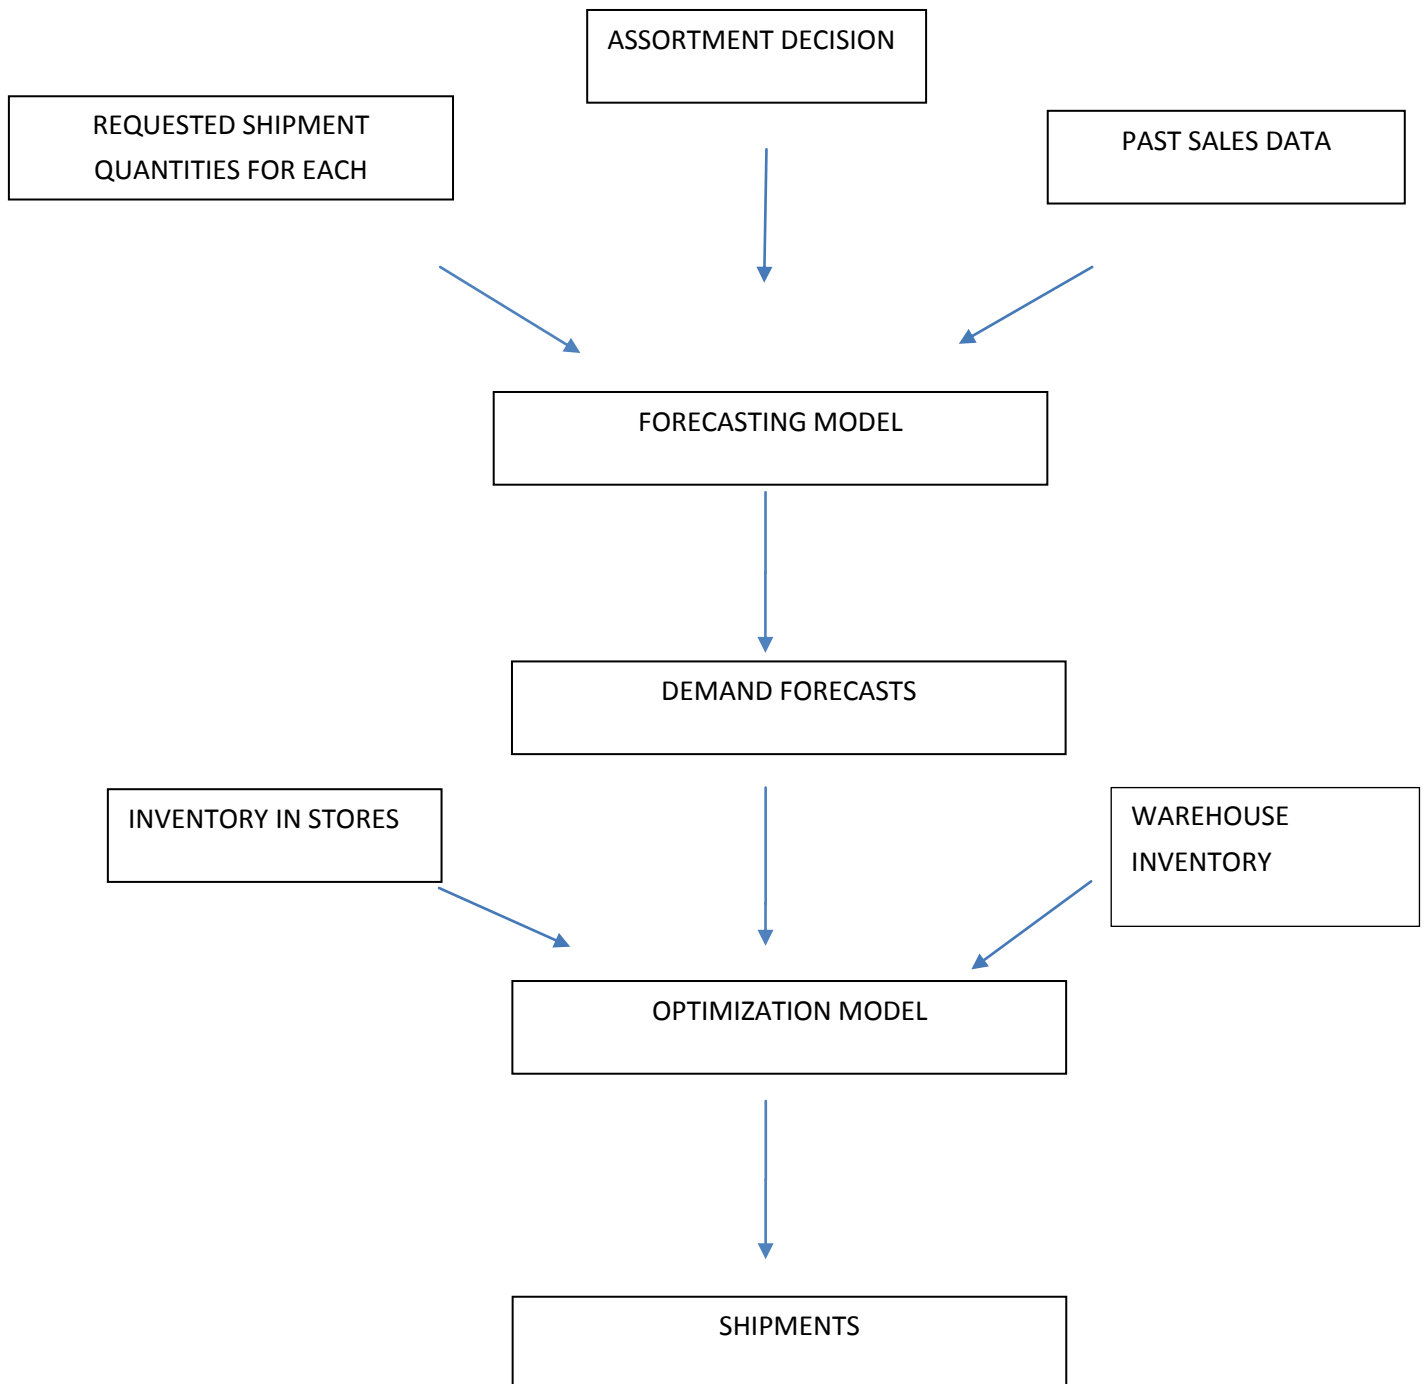 ASSORTMENT DECISION
REQUESTED SHIPMENT
QUANTITIES FOR EACH
PAST SALES DATA
FORECASTING MODEL
DEMAND FORECASTS
INVENTORY IN STORES
WAREHOUSE
INVENTORY
OPTIMIZATION MODEL
SHIPMENTS